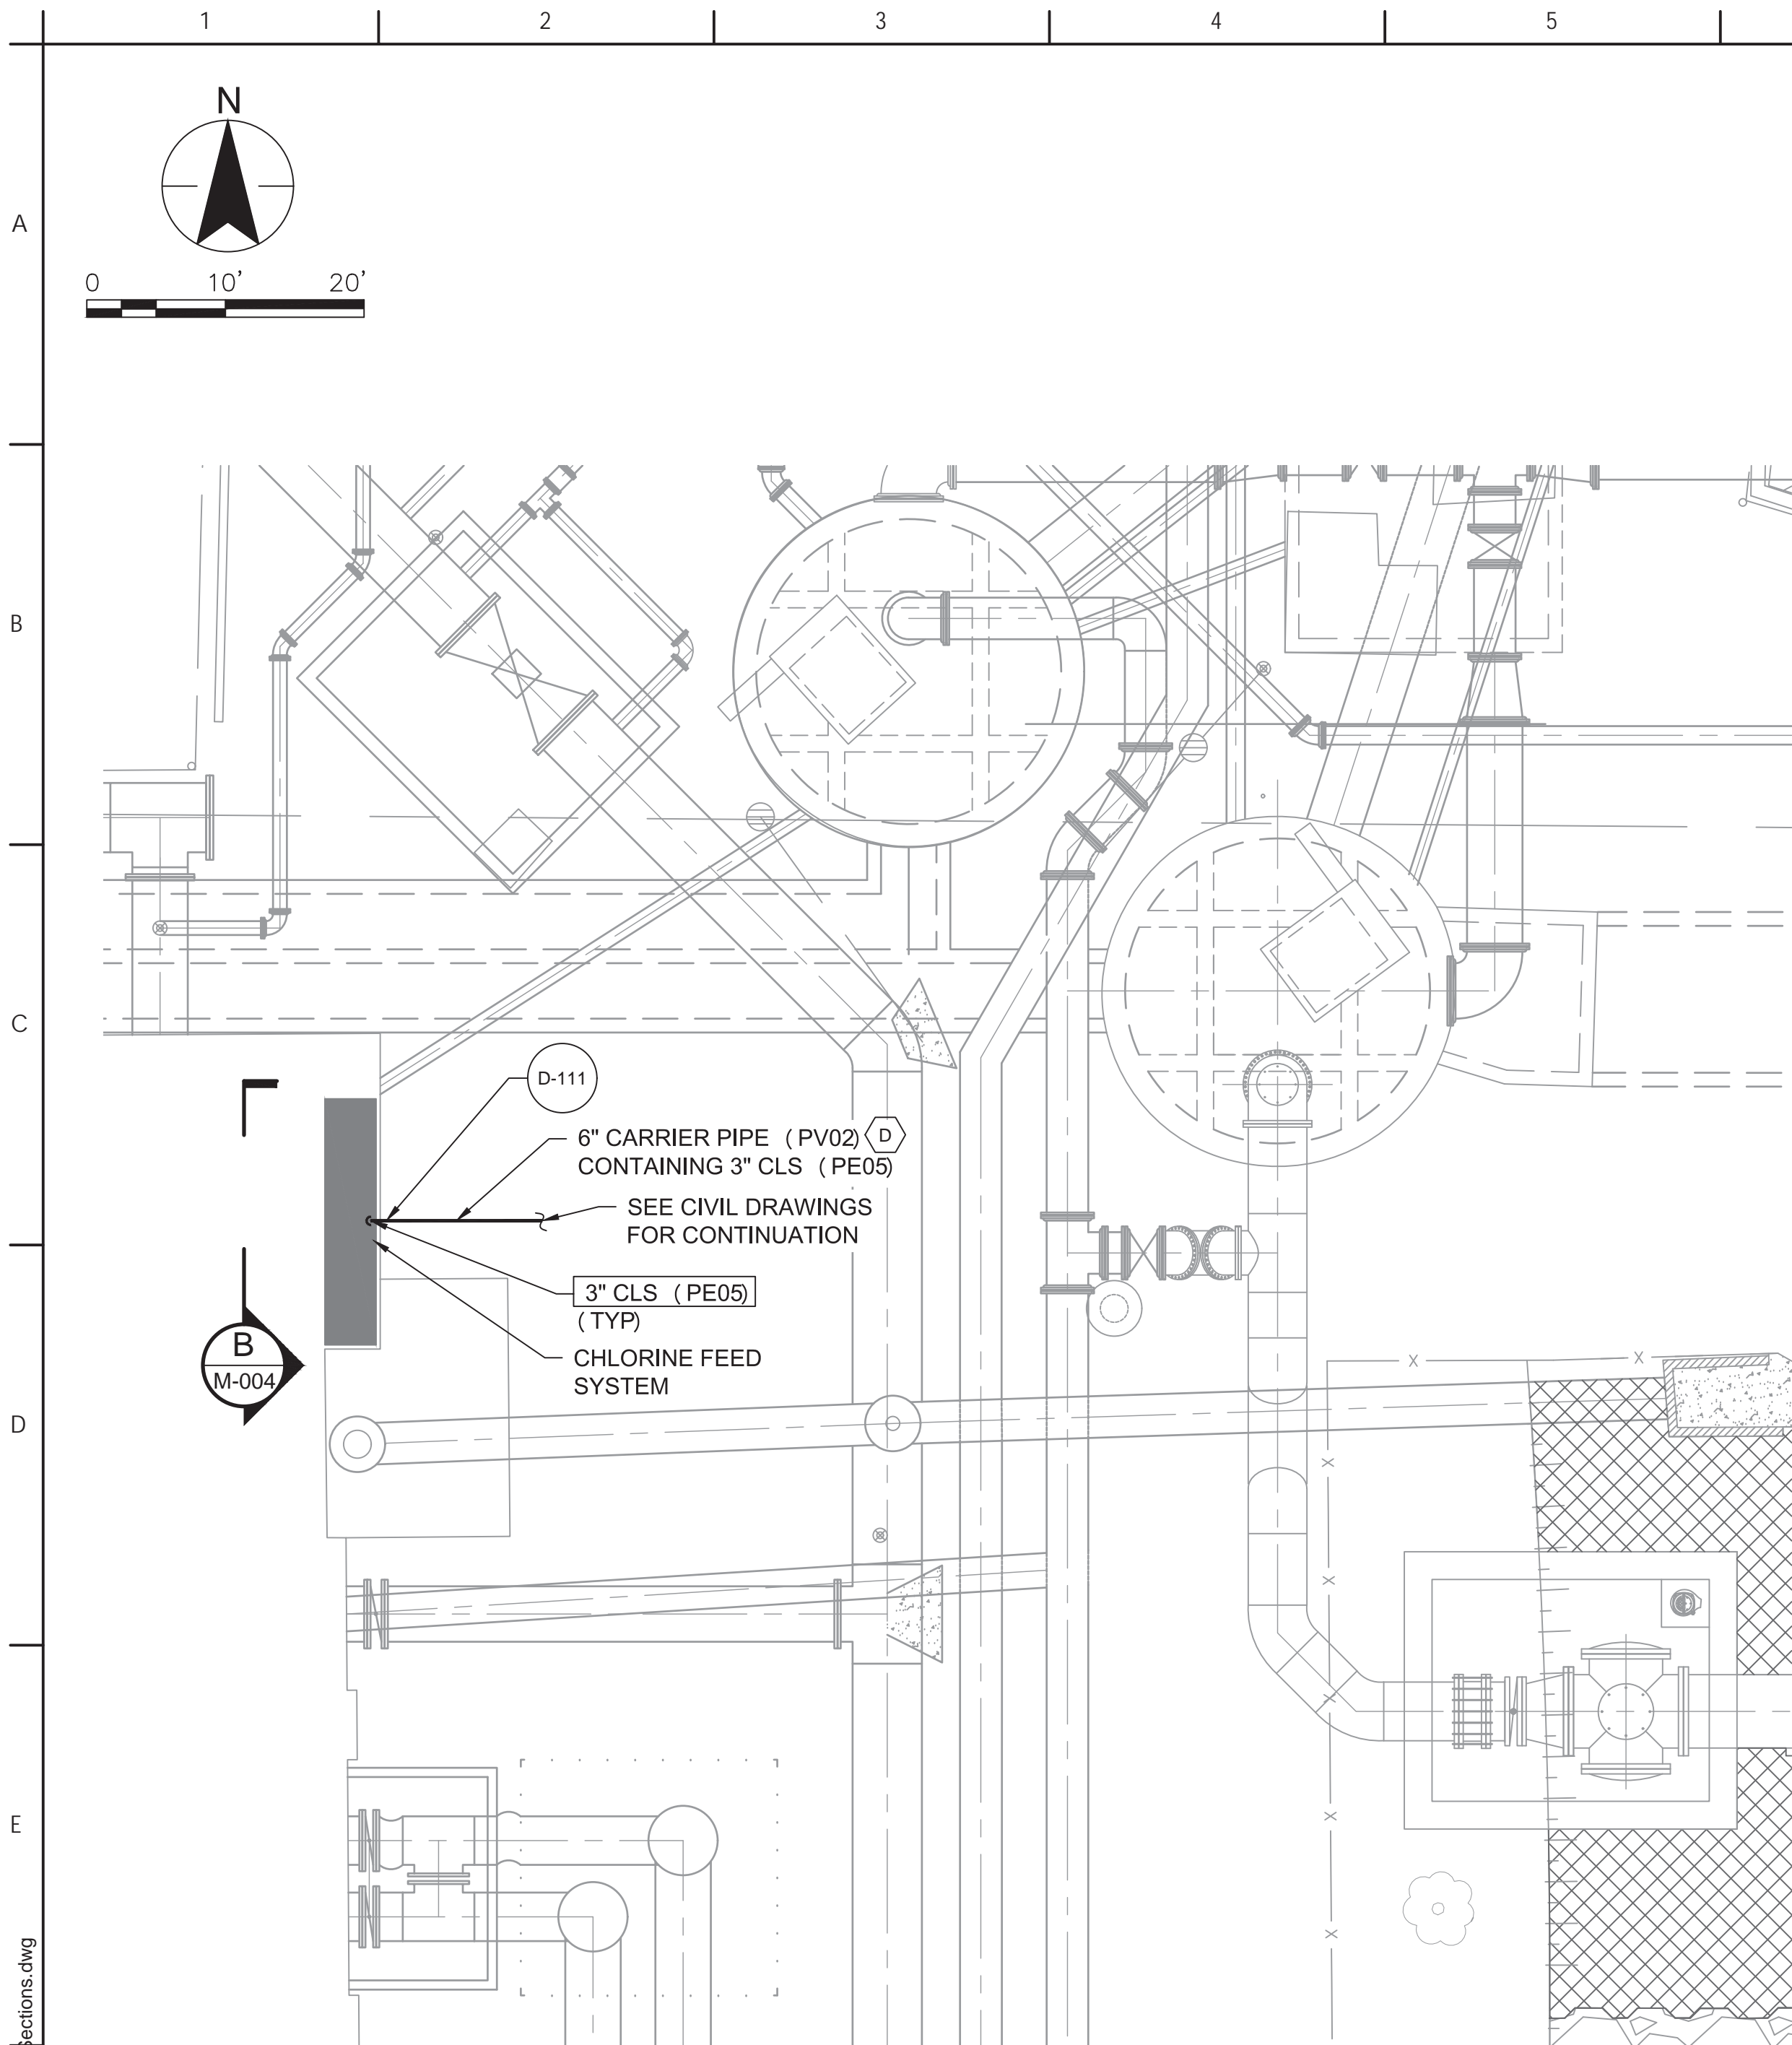 1 2 3 4 5
N
A
0 10' 20'
B
C
D-111
6" CARRIER PIPE (PV02) D
CONTAINING 3" CLS (PE05)
SEE CIVIL DRAWINGS
FOR CONTINUATION
3" CLS (PE05)
(TYP)
B
M-004
CHLORINE FEED
SYSTEM
X X
D
X
X
X
X
E
X
Sections.dwg